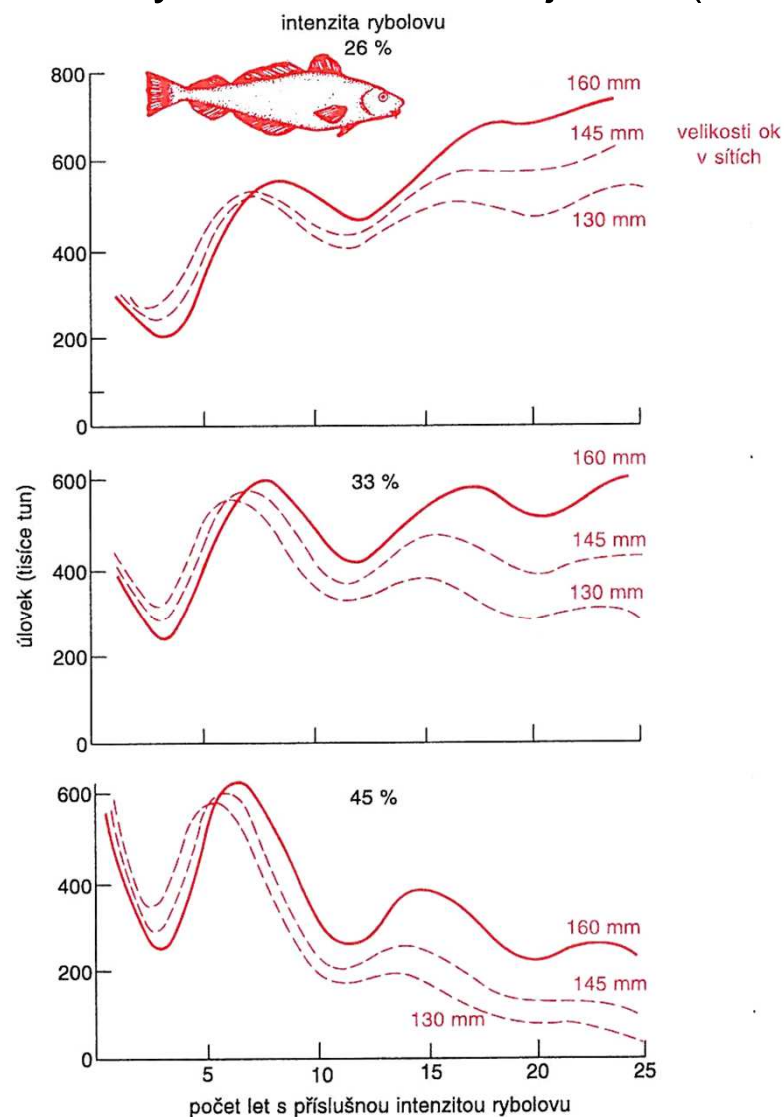 intenzita rybolovu
26 %
800
600
400
200
0
160 mm
145 mm
130 mm
velikosti ok
v sítích
úlovek (tisíce tun)
33 %
600
400
200
0
160 mm
145 mm
130 mm
45 %
600
400
200
0
160 mm
145 mm
130 mm
5
10
15
20
25
počet let s příslušnou intenzitou rybolovu